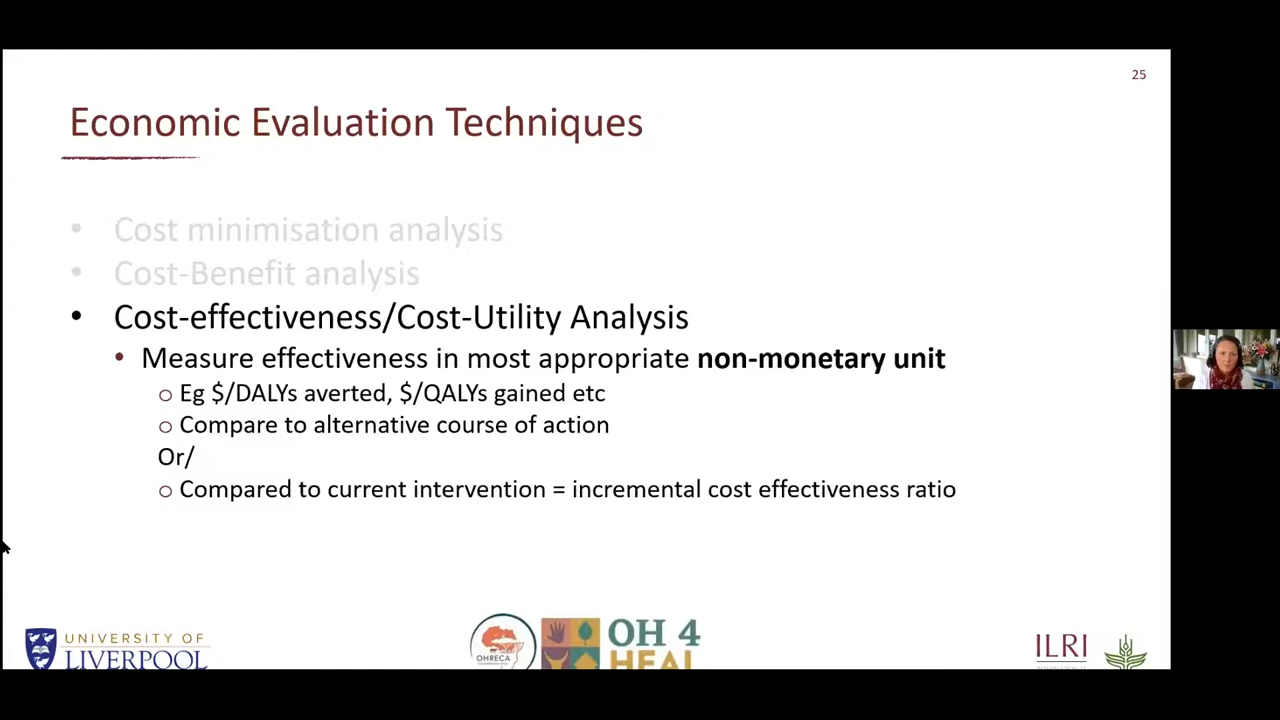 25
Economic Evaluation Techniques
• Cost minimisation analysis
• Cost-Benefit analysis
• Cost-effectiveness/Cost-Utility Analysis
• Measure effectiveness in most appropriate non-monetary unit
o Eg $/DALYs averted, $/QALYs gained etc
o Compare to alternative course of action
Or/
o Compared to current intervention = incremental cost effectiveness ratio
UNIVERSITY OF
LIVERPOOL
OHRECA
OH 4
HEAL
ILRI